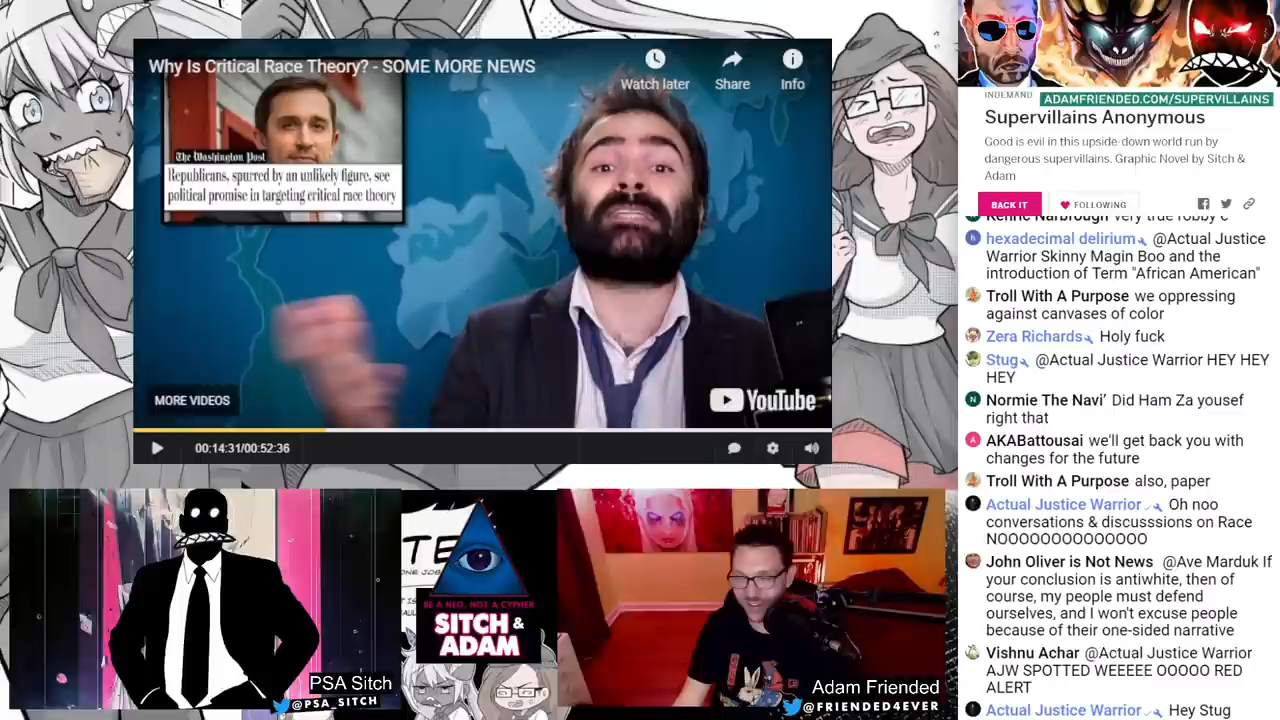 Why Is Critical Race Theory? - SOME MORE NEWS
Watch later
Share
Info
The Washington Post
Republicans, spurred by an unlikely figure, see
political promise in targeting critical race theory
MORE VIDEOS
YouTube
00:14:31/00:52:36
PSA Sitch
@PSA_SITCH
BE A NEO, NOT A CYPHER
SITCH &
ADAM
Adam Friended
@FRIENDED4EVER
INDEMAND
ADAMFRIENDED.COM/SUPERVILLAINS
Supervillains Anonymous
Good is evil in this upside-down world run by
dangerous supervillains. Graphic Novel by Sitch &
Adam
BACK IT
FOLLOWING
very true robby c
hexadecimal delirium @Actual Justice
Warrior Skinny Magin Boo and the
introduction of Term "African American"
Troll With A Purpose we oppressing
against canvases of color
Zera Richards Holy fuck
Stug @Actual Justice Warrior HEY HEY
HEY
N
Normie The Navi' Did Ham Za yousef
right that
A
AKABattousai we'll get back you with
changes for the future
Troll With A Purpose also, paper
Actual Justice Warrior Oh noo
conversations & discusssions on Race
NOOOOOOOOOOOOOO
John Oliver is Not News @Ave Marduk If
your conclusion is antiwhite, then of
course, my people must defend
ourselves, and I won't excuse people
because of their one-sided narrative
Vishnu Achar @Actual Justice Warrior
AJW SPOTTED WEEEEE OOOOO RED
ALERT
Actual Justice Warrior Hey Stug